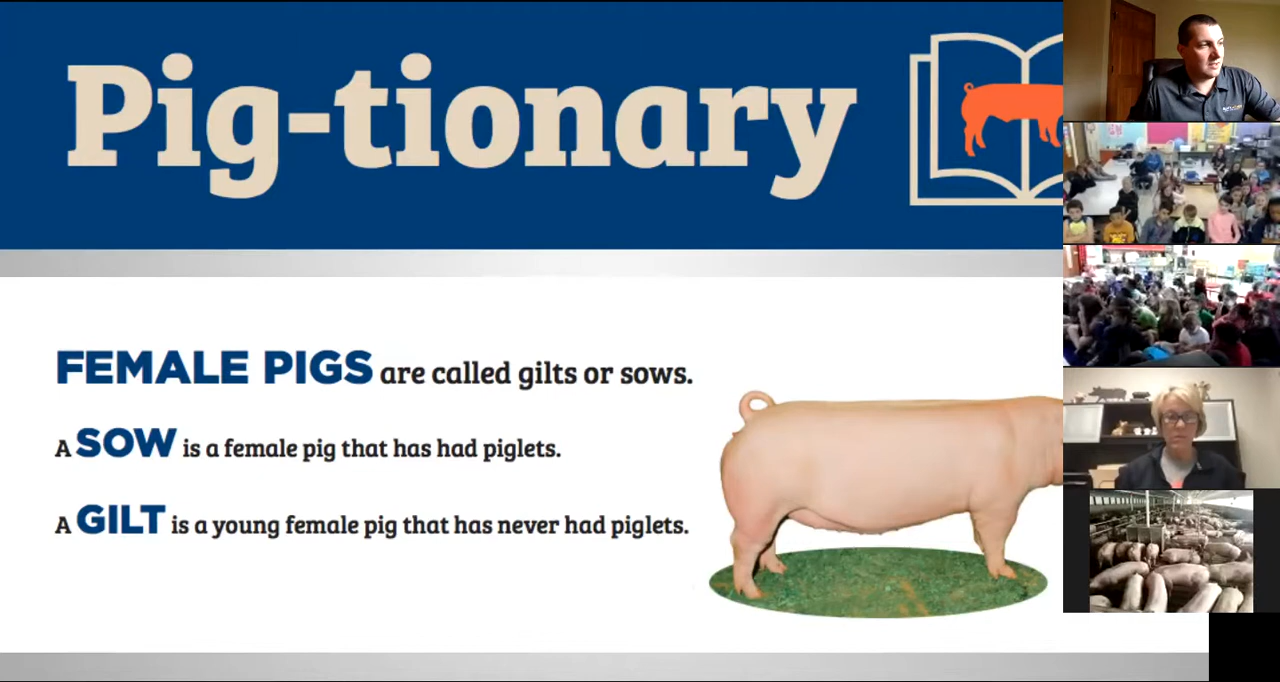 Pig-tionary
FEMALE PIGS are called gilts or sows.
A SOW is a female pig that has had piglets.
A GILT is a young female pig that has never had piglets.